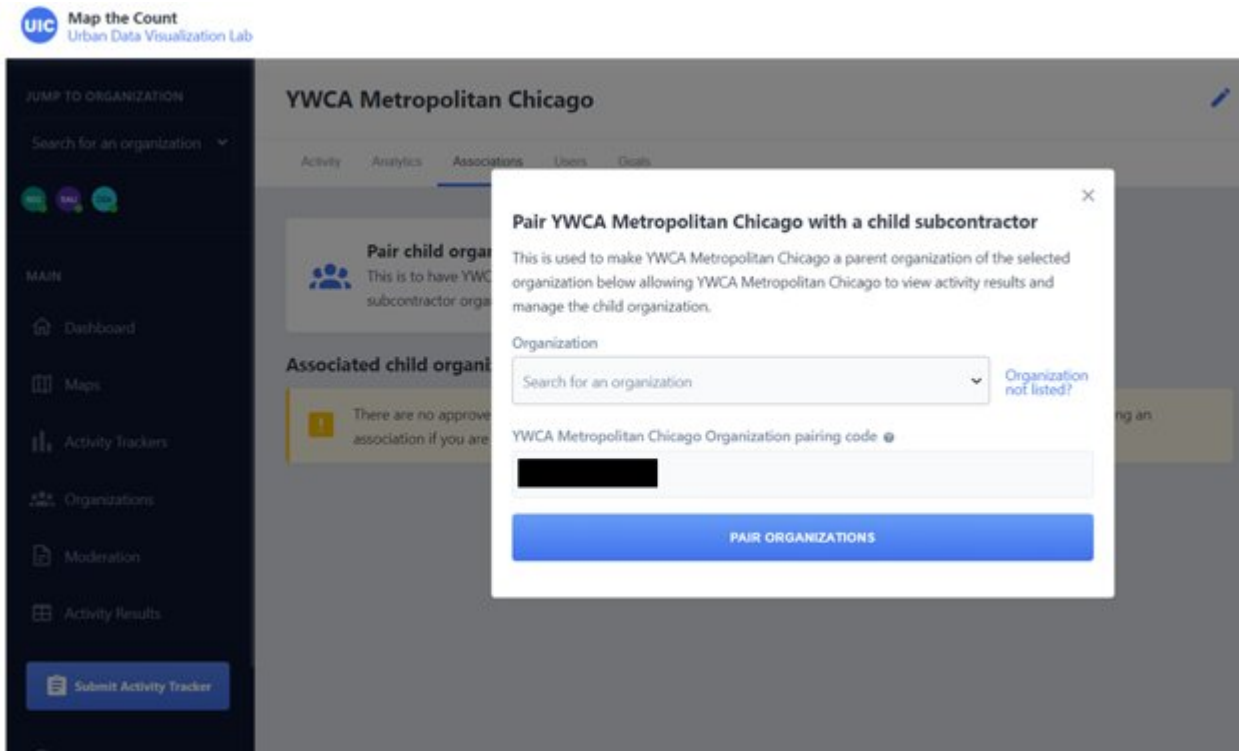 UIC
Map the Count
Urban Data Visualization Lab
JUMP TO ORGANIZATION
Search for an organization
MAIN
Dashboard
Maps
Activity Trackers
Organizations
Moderation
Activity Results
Submit Activity Tracker
YWCA Metropolitan Chicago
Activity Analytics Associations Users Goals
Pair child organ
This is to have YWC
subcontractor orga
Associated child organi
There are no approve
association if you are
ng an
Pair YWCA Metropolitan Chicago with a child subcontractor
This is used to make YWCA Metropolitan Chicago a parent organization of the selected
organization below allowing YWCA Metropolitan Chicago to view activity results and
manage the child organization.
Organization
Search for an organization
Organization
not listed?
YWCA Metropolitan Chicago Organization pairing code
PAIR ORGANIZATIONS